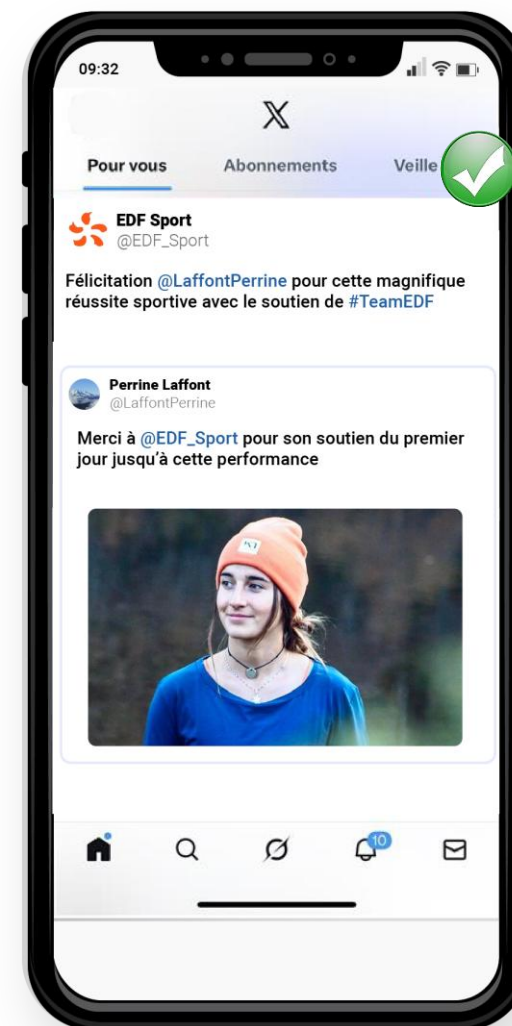 09:32
Pour vous
Abonnements
Veille
EDF Sport
@EDF_Sport
Félicitation @LaffontPerrine pour cette magnifique
réussite sportive avec le soutien de #TeamEDF
Perrine Laffont
@LaffontPerrine
Merci à @EDF_Sport pour son soutien du premier
jour jusqu'à cette performance
10